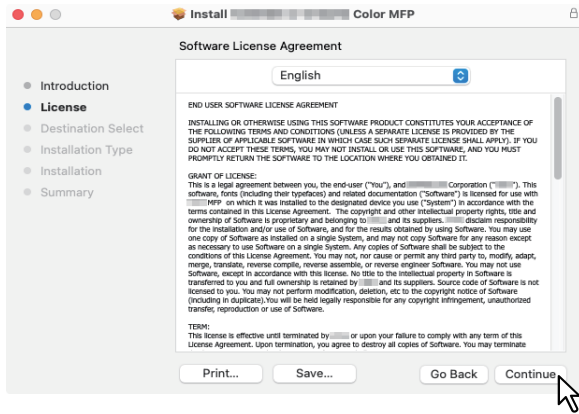 Install Color MFP
Software License Agreement
English
Introduction
License
Destination Select
Installation Type
Installation
Summary
END USER SOFTWARE LICENSE AGREEMENT
INSTALLING OR OTHERWISE USING THIS SOFTWARE PRODUCT CONSTITUTES YOUR ACCEPTANCE OF
THE FOLLOWING TERMS AND CONDITIONS (UNLESS A SEPARATE LICENSE IS PROVIDED BY THE
SUPPLIER OF APPLICABLE SOFTWARE IN WHICH CASE SUCH SEPARATE LICENSE SHALL APPLY). IF YOU
DO NOT ACCEPT THESE TERMS, YOU MAY NOT INSTALL OR USE THIS SOFTWARE, AND YOU MUST
PROMPTLY RETURN THE SOFTWARE TO THE LOCATION WHERE YOU OBTAINED IT.
GRANT OF LICENSE:
This is a legal agreement between you, the end-user ("You"), and Corporation (" "). This
software, fonts (including their typefaces) and related documentation ("Software") is licensed for use with
MFP on which it was installed to the designated device you use ("System") in accordance with the
terms contained in this License Agreement. The copyright and other intellectual property rights, title and
ownership of Software is proprietary and belonging to and its suppliers. disclaim responsibility
for the installation and/or use of Software, and for the results obtained by using Software. You may use
one copy of Software as installed on a single System, and may not copy Software for any reason except
as necessary to use Software on a single System. Any copies of Software shall be subject to the
conditions of this License Agreement. You may not, nor cause or permit any third party to, modify, adapt,
merge, translate, reverse compile, reverse assemble, or reverse engineer Software. You may not use
Software, except in accordance with this license. No title to the intellectual property in Software is
transferred to you and full ownership is retained by and its suppliers. Source code of Software is not
licensed to you. You may not perform modification, deletion, etc to the copyright notice of Software
(including in duplicate).You will be held legally responsible for any copyright infringement, unauthorized
transfer, reproduction or use of Software.
TERM:
This license is effective until terminated by or upon your failure to comply with any term of this
License Agreement. Upon termination, you agree to destroy all copies of Software. You may terminate
Print...
Save...
Go Back
Continue